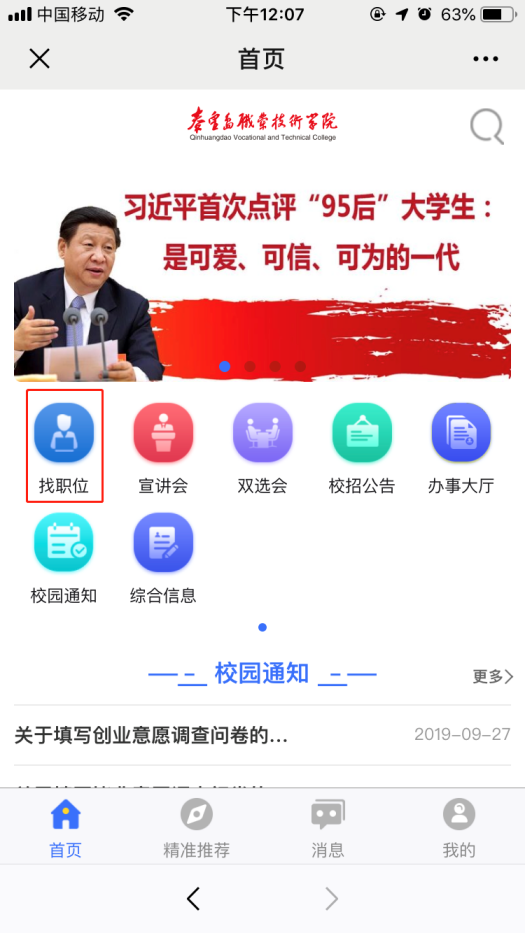 中国移动
下午12:07
63%
首页
秦皇岛职业技术学院
Qinhuangdao Vocational and Technical College
习近平首次点评“95后”大学生：
是可爱、可信、可为的一代
找职位
宣讲会
双选会
校招公告
办事大厅
校园通知
综合信息
校园通知
更多
关于填写创业意愿调查问卷的...
2019-09-27
首页
精准推荐
消息
我的